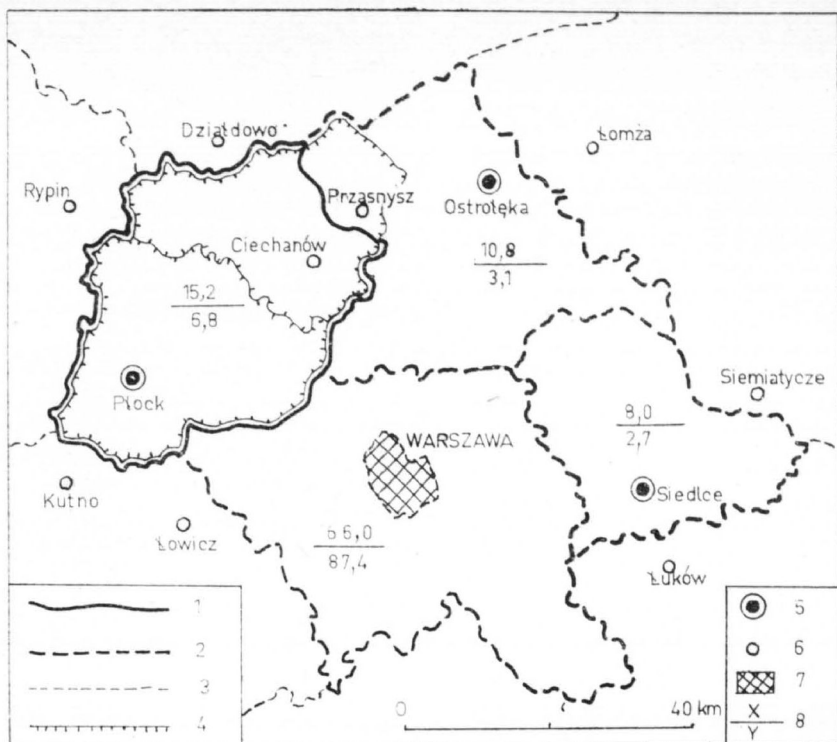 Działdowo
Łomża
Rypin
Przasnysz
Ostrołęka
Ciechanów
10,8
3,1
15,2
6,8
Siemiatycze
Płock
8,0
2,7
WARSZAWA
Kutno
Siedlce
Łowicz
66,0
87,4
Łuków
1
2
3
4
0 40 km
5
6
7
X
Y 8